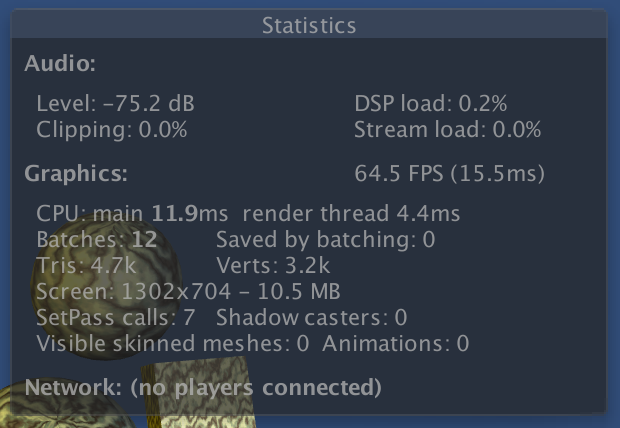 Statistics
Audio:
Level: -75.2 dB DSP load: 0.2%
Clipping: 0.0% Stream load: 0.0%
Graphics: 64.5 FPS (15.5ms)
CPU: main 11.9ms render thread 4.4ms
Batches: 12 Saved by batching: 0
Tris: 4.7k Verts: 3.2k
Screen: 1302x704 - 10.5 MB
SetPass calls: 7 Shadow casters: 0
Visible skinned meshes: 0 Animations: 0
Network: (no players connected)